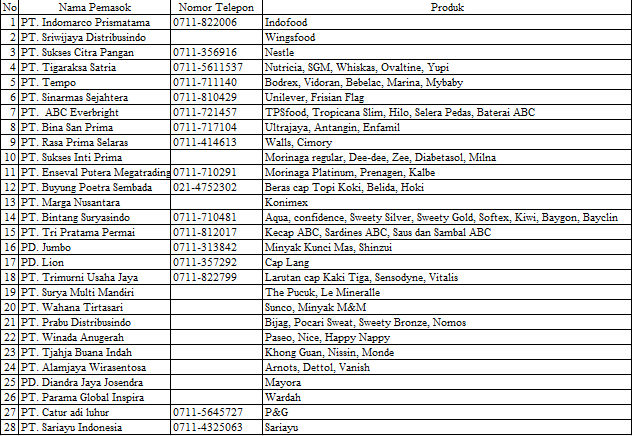 No Nama Pemasok Nomor Telepon Produk
1 PT. Indomarco Prismatama 0711-822006 Indofood
2 PT. Sriwijaya Distribusindo Wingsfood
3 PT. Sukses Citra Pangan 0711-356916 Nestle
4 PT. Tigaraksa Satria 0711-5611537 Nutricia, SGM, Whiskas, Ovaltine, Yupi
5 PT. Tempo 0711-711140 Bodrex, Vidoran, Bebelac, Marina, Mybaby
6 PT. Sinarmas Sejahtera 0711-810429 Unilever, Frisian Flag
7 PT. ABC Everbright 0711-721457 TPSfood, Tropicana Slim, Hilo, Selera Pedas, Baterai ABC
8 PT. Bina San Prima 0711-717104 Ultrajaya, Antangin, Enfamil
9 PT. Rasa Prima Selaras 0711-414613 Walls, Cimory
10 PT. Sukses Inti Prima Morinaga regular, Dee-dee, Zee, Diabetasol, Milna
11 PT. Enseval Putera Megatrading 0711-710291 Morinaga Platinum, Prenagen, Kalbe
12 PT. Buyung Poetra Sembada 021-4752302 Beras cap Topi Koki, Belida, Hoki
13 PT. Marga Nusantara Konimex
14 PT. Bintang Suryasindo 0711-710481 Aqua, confidence, Sweety Silver, Sweety Gold, Softex, Kiwi, Baygon, Bayclin
15 PT. Tri Pratama Permai 0711-812017 Kecap ABC, Sardines ABC, Saus dan Sambal ABC
16 PD. Jumbo 0711-313842 Minyak Kunci Mas, Shinzui
17 PD. Lion 0711-357292 Cap Lang
18 PT. Trimurni Usaha Jaya 0711-822799 Larutan cap Kaki Tiga, Sensodyne, Vitalis
19 PT. Surya Multi Mandiri The Pucuk, Le Mineralle
20 PT. Wahana Tirtasari Sunco, Minyak M&M
21 PT. Prabu Distribusindo Bijag, Pocari Sweat, Sweety Bronze, Nomos
22 PT. Winada Anugerah Paseo, Nice, Happy Nappy
23 PT. Tjahja Buana Indah Khong Guan, Nissin, Monde
24 PT. Alamjaya Wirasentosa Arnots, Dettol, Vanish
25 PD. Diandra Jaya Josendra Mayora
26 PT. Parama Global Inspira Wardah
27 PT. Catur adi luhur 0711-5645727 P&G
28 PT. Sariayu Indonesia 0711-4325063 Sariayu